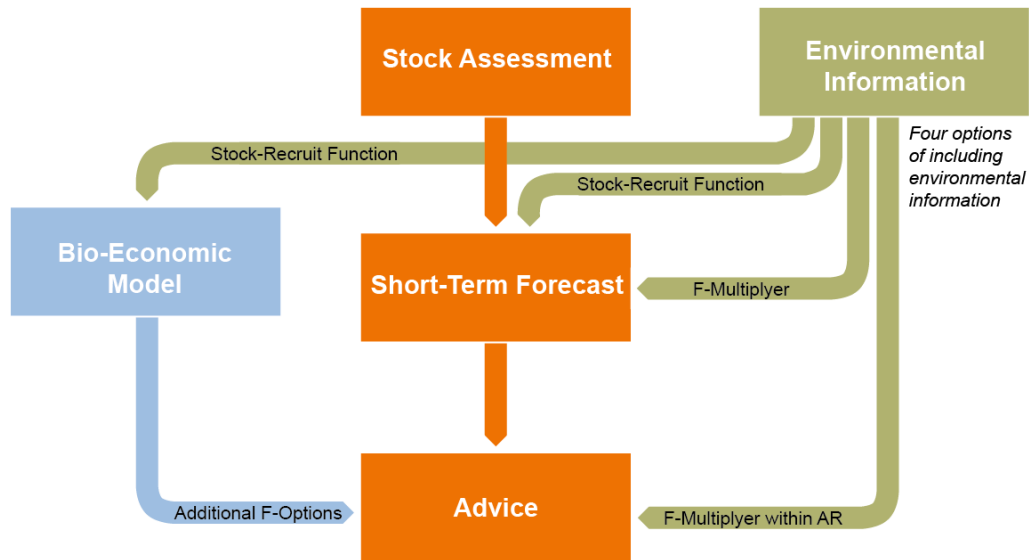 Stock Assessment
Environmental
Information
Four options
of including
environmental
information
Stock-Recruit Function
Stock-Recruit Function
Bio-Economic
Model
Short-Term Forecast
F-Multiplyer
Additional F-Options
Advice
F-Multiplyer within AR